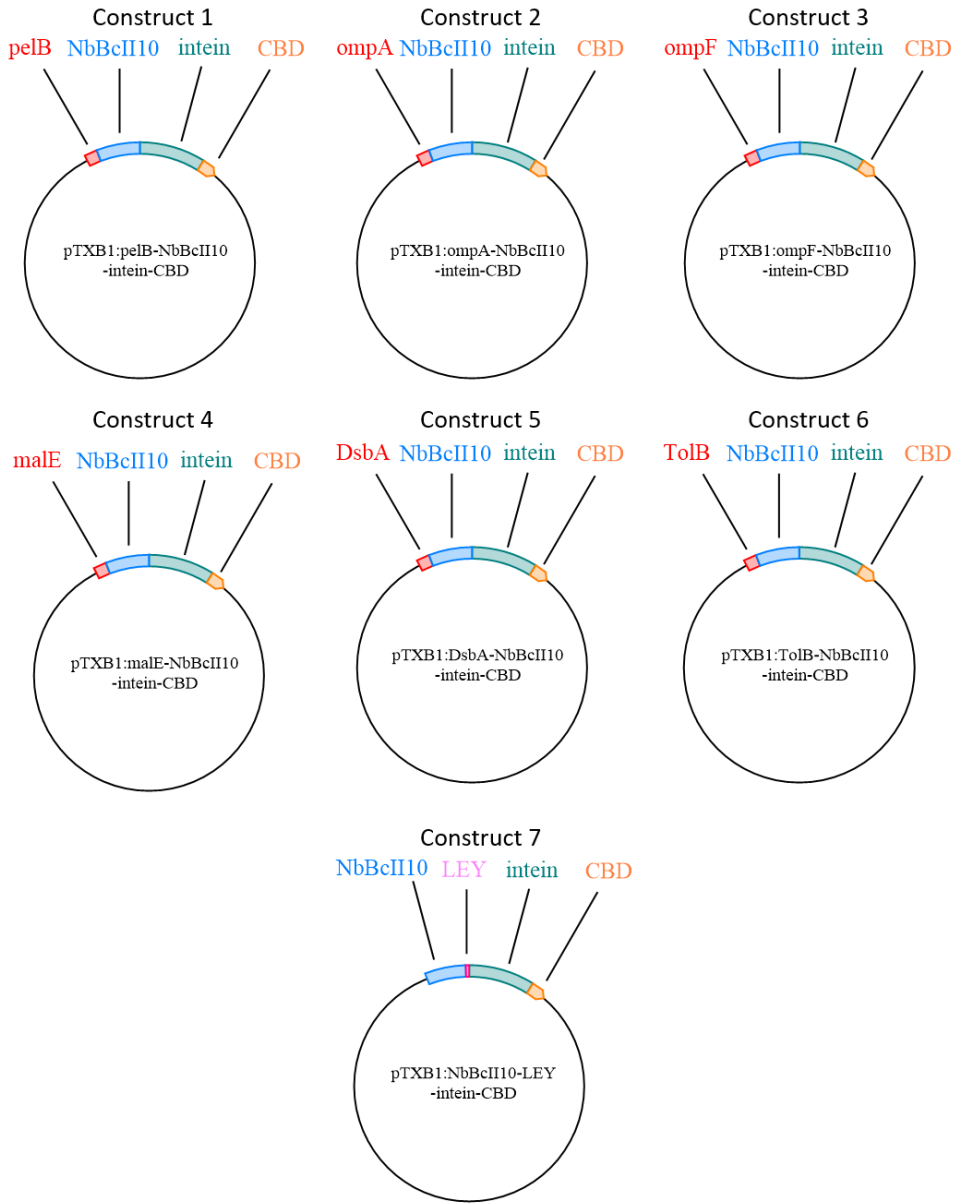 Construct 1
Construct 2
Construct 3
pelB NbBcII10 intein CBD
ompA NbBcII10 intein CBD
ompF NbBcII10 intein CBD
pTXB1:pelB-NbBcII10
-intein-CBD
pTXB1:ompA-NbBcII10
-intein-CBD
pTXB1:ompF-NbBcII10
-intein-CBD
Construct 4
Construct 5
Construct 6
malE NbBcII10 intein CBD
DsbA NbBcII10 intein CBD
TolB NbBcII10 intein CBD
pTXB1:malE-NbBcII10
-intein-CBD
pTXB1:DsbA-NbBcII10
-intein-CBD
pTXB1:TolB-NbBcII10
-intein-CBD
Construct 7
NbBcII10 LEY intein CBD
pTXB1:NbBcII10-LEY
-intein-CBD